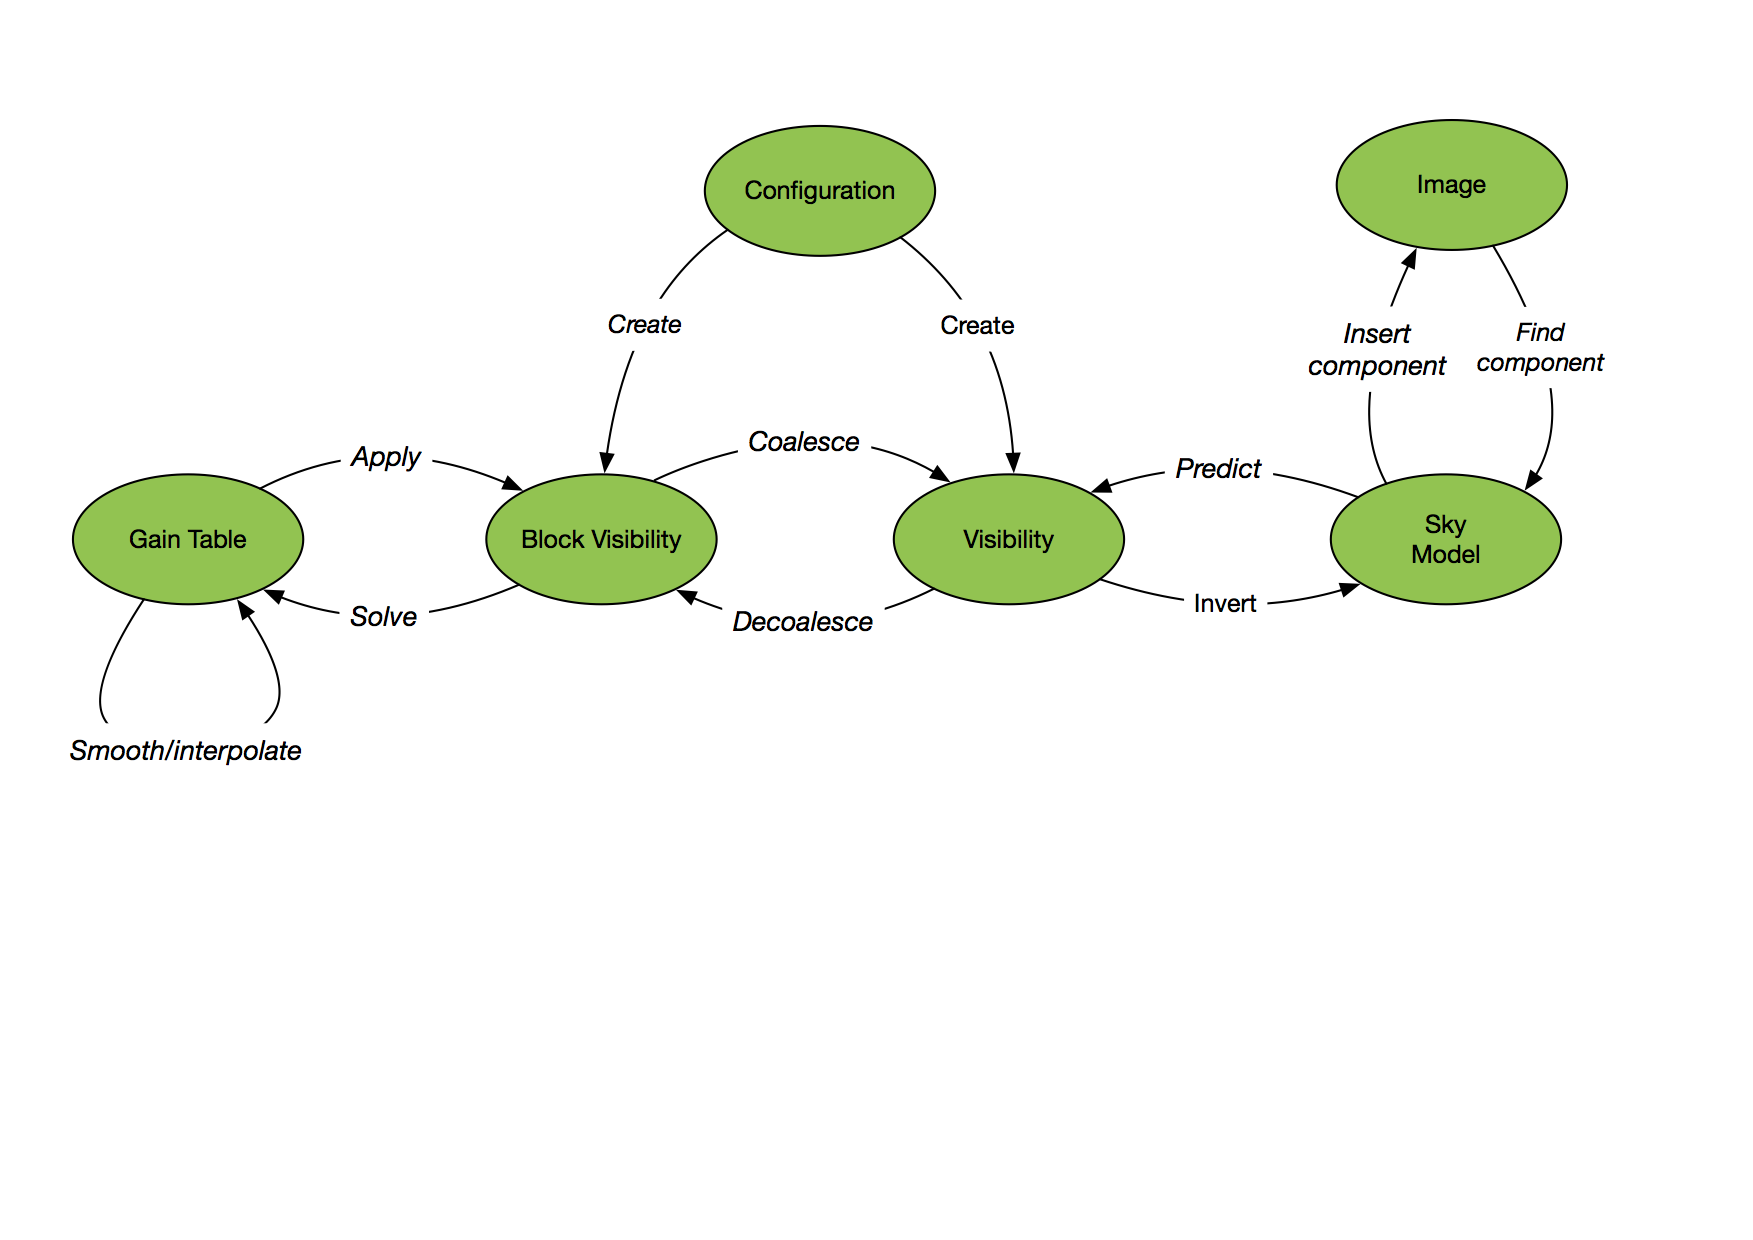 Configuration
Image
Create
Create
Insert
component
Find
component
Apply
Coalesce
Predict
Gain Table
Block Visibility
Visibility
Sky
Model
Solve
Decoalesce
Invert
Smooth/interpolate